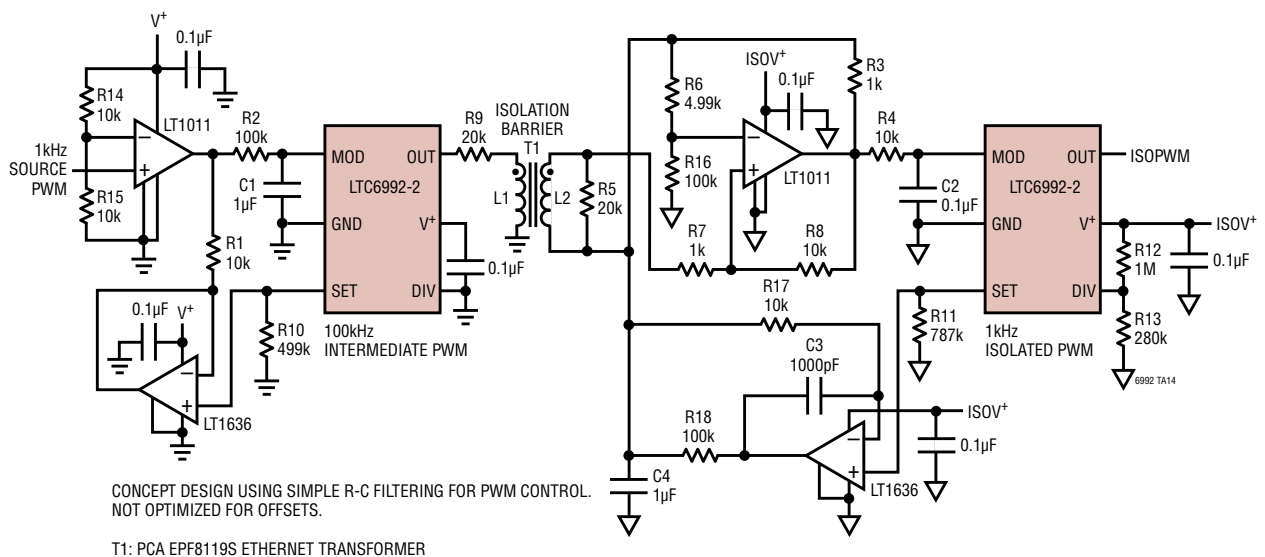 V+
0.1µF
R14
10k
LT1011
−
+
1kHz
SOURCE
PWM
R15
10k
R2
100k
C1
1µF
R1
10k
0.1µF
V+
−
+
LT1636
MOD
OUT
LTC6992-2
GND
V+
SET
DIV
100kHz
INTERMEDIATE PWM
R10
499k
0.1µF
R9
20k
ISOLATION
BARRIER
T1
L1
L2
R5
20k
R6
4.99k
R16
100k
ISOV+
0.1µF
−
+
LT1011
R3
1k
R4
10k
R7
1k
R8
10k
C2
0.1µF
R17
10k
C3
1000pF
R18
100k
C4
1µF
−
+
LT1636
ISOV+
0.1µF
MOD
OUT
LTC6992-2
GND
V+
SET
DIV
1kHz
ISOLATED PWM
R11
787k
ISOPWM
ISOV+
R12
1M
0.1µF
R13
280k
6992 TA14
CONCEPT DESIGN USING SIMPLE R-C FILTERING FOR PWM CONTROL.
NOT OPTIMIZED FOR OFFSETS.
T1: PCA EPF8119S ETHERNET TRANSFORMER